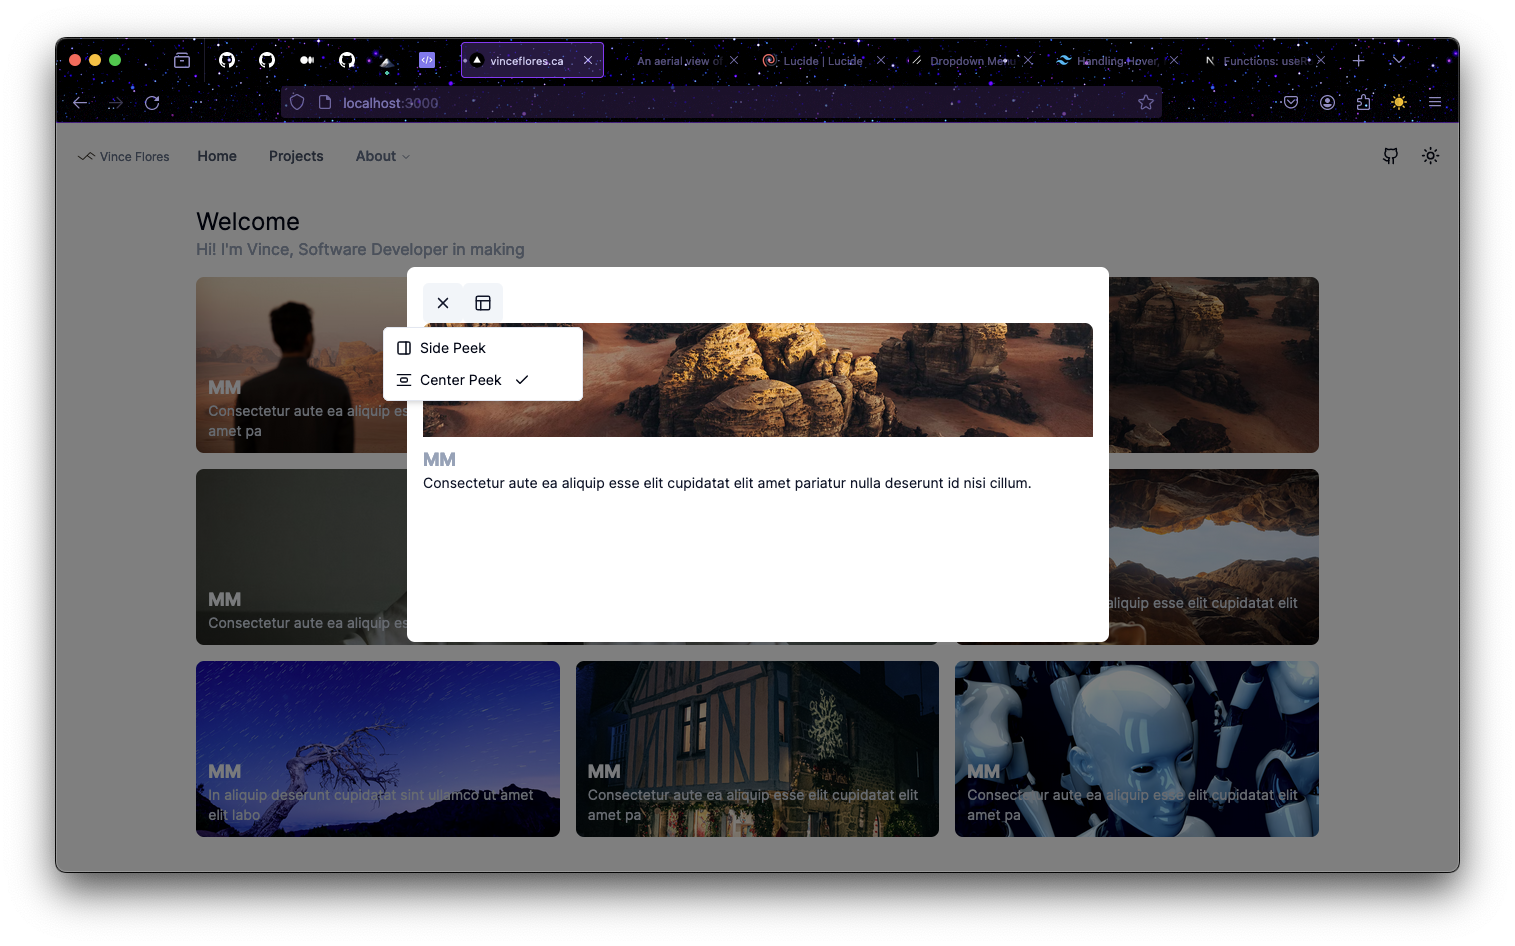 vinceflores.ca
An aerial view of
Lucide | Lucide
Dropdown Menu
Handling Hover,
Functions: useR
localhost:3000
Vince Flores
Home
Projects
About
Welcome
Hi! I'm Vince, Software Developer in making
Side Peek
Center Peek
MM
Consectetur aute ea aliquip esse elit cupidatat elit amet pariatur nulla deserunt id nisi cillum.
MM
Consectetur aute ea aliquip es
amet pa
MM
Consectetur aute ea aliquip es
aliquip esse elit cupidatat elit
MM
In aliquip deserunt cupidatat sint ullamco ut amet
elit labo
MM
Consectetur aute ea aliquip esse elit cupidatat elit
amet pa
MM
Consectetur aute ea aliquip esse elit cupidatat elit
amet pa